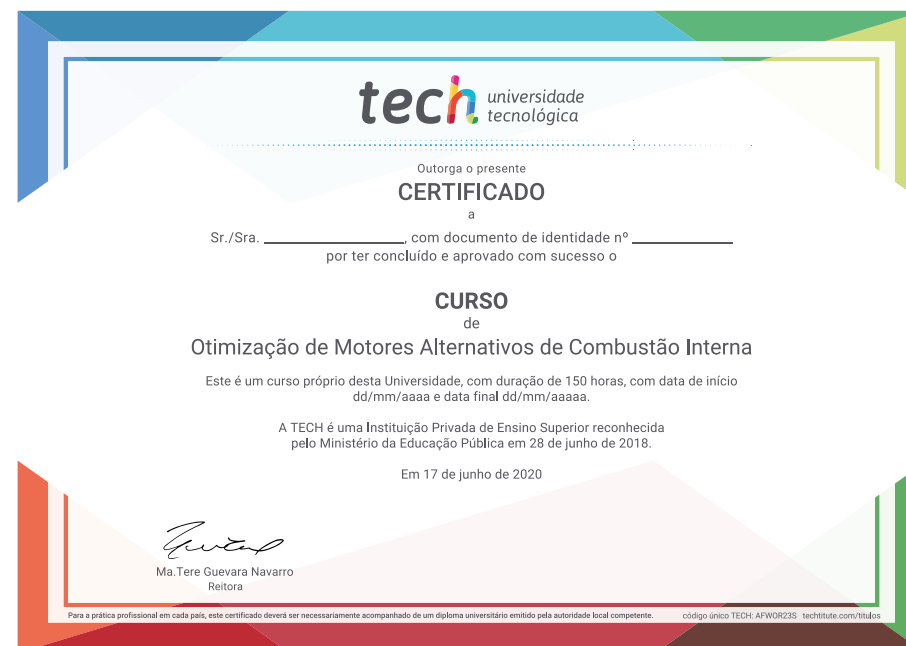 tech universidade
tecnológica
Outorga o presente
CERTIFICADO
a
Sr./Sra. ____________________, com documento de identidade nº ______________
por ter concluído e aprovado com sucesso o
CURSO
de
Otimização de Motores Alternativos de Combustão Interna
Este é um curso próprio desta Universidade, com duração de 150 horas, com data de início
dd/mm/aaaa e data final dd/mm/aaaaa.
A TECH é uma Instituição Privada de Ensino Superior reconhecida
pelo Ministério da Educação Pública em 28 de junho de 2018.
Em 17 de junho de 2020
Ma.Tere Guevara Navarro
Reitora
Para a prática profissional em cada país, este certificado deverá ser necessariamente acompanhado de um diploma universitário emitido pela autoridade local competente. código único TECH: AFWOR23S techtitute.com/titulos